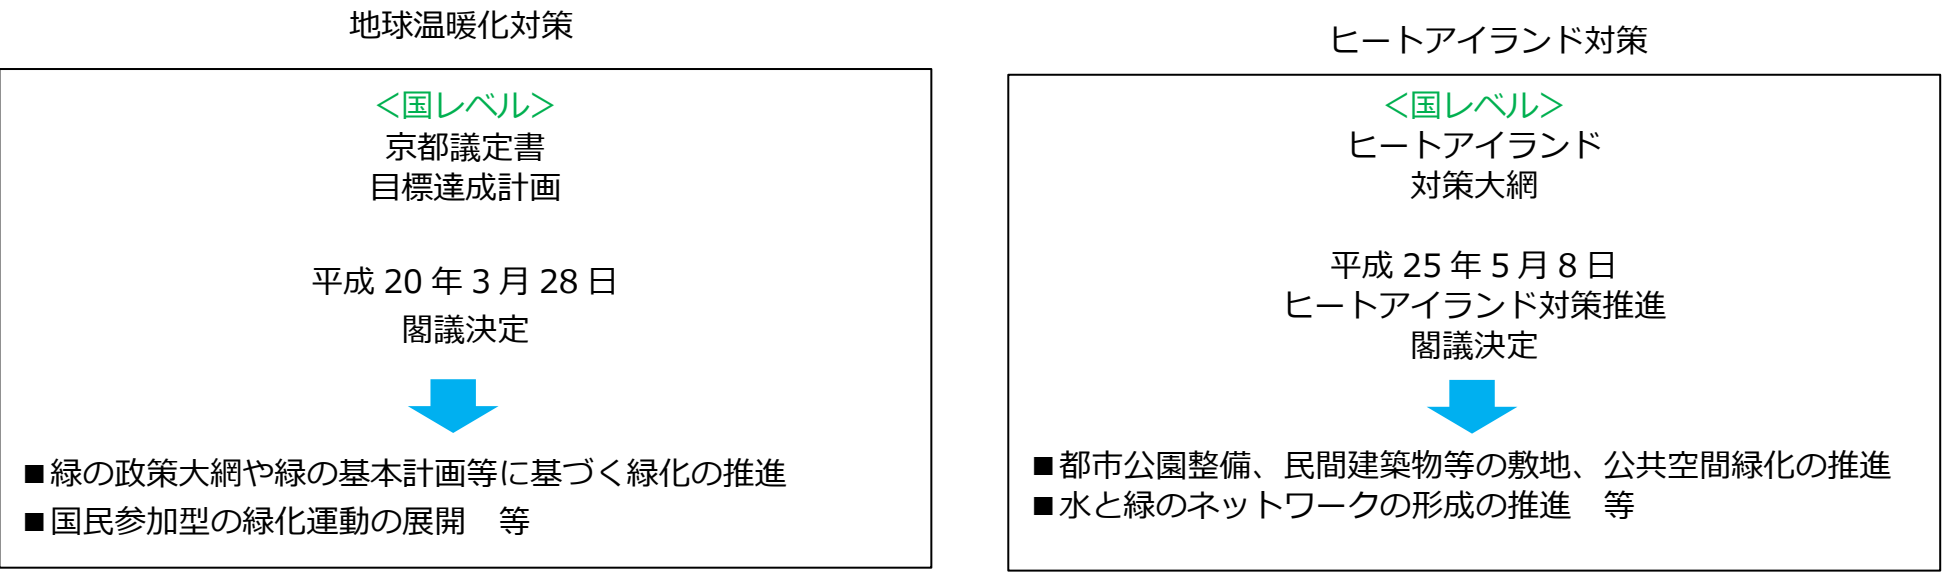 地球温暖化対策
<国レベル>
京都議定書
目標達成計画
平成 20 年 3 月 28 日
閣議決定
■緑の政策大網や緑の基本計画等に基づく緑化の推進
■国民参加型の緑化運動の展開　等
ヒートアイランド対策
<国レベル>
ヒートアイランド
対策大網
平成 25 年 5 月 8 日
ヒートアイランド対策推進
閣議決定
■都市公園整備、民間建築物等の敷地、公共空間緑化の推進
■水と緑のネットワークの形成の推進　等